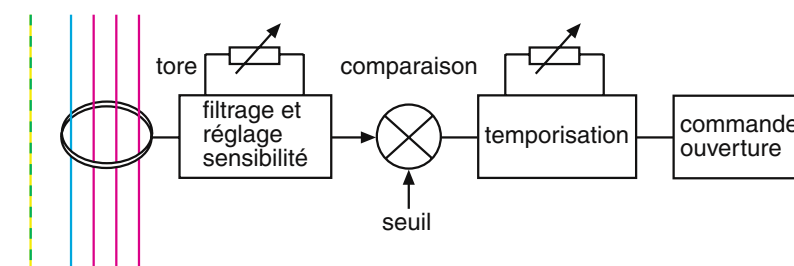 tore
comparaison
filtrage et
réglage
sensibilité
temporisation
commande
ouverture
seuil